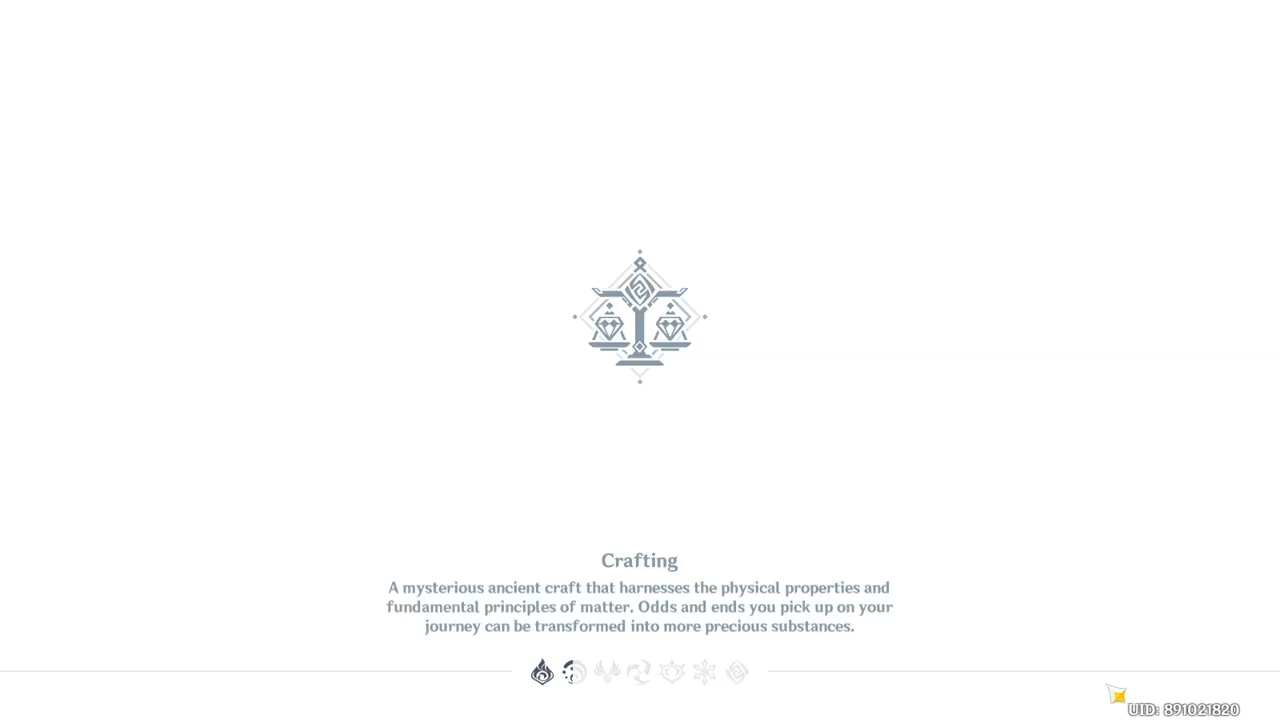 Crafting
A mysterious ancient craft that harnesses the physical properties and
fundamental principles of matter. Odds and ends you pick up on your
journey can be transformed into more precious substances.
UID: 891021820